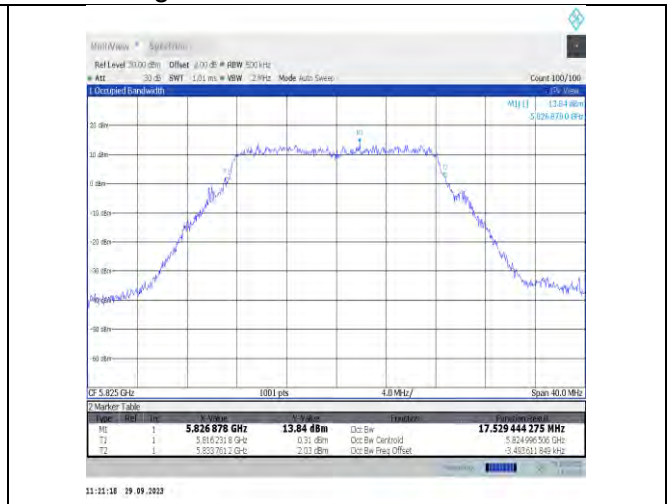 MultiView Spectrum
Ref Level 30.00 dBm Offset 2.00 dB RBW 500 kHz
Att 30 dB SWT 1.01 ms VBW 2 MHz Mode Auto Sweep Count 100/100
1 Occupied Bandwidth
M1[1] 13.84 dBm
5.8268780 GHz
20 dBm
M1
10 dBm
0 dBm
-10 dBm
-20 dBm
-30 dBm
-40 dBm
-50 dBm
-60 dBm
CF 5.825 GHz 1001 pts 4.0 MHz/ Span 40.0 MHz
2 Marker Table
Type Ref Trc X-Value Y-Value Function Function Result
M1 1 5.826878 GHz 13.84 dBm Occ Bw 17.529 444 275 MHz
T1 1 5.8162318 GHz 0.31 dBm Occ Bw Centroid 5.824 996 506 GHz
T2 1 5.8337612 GHz 2.03 dBm Occ Bw Freq Offset -3.493 611 849 kHz
11:21:18 29.09.2023